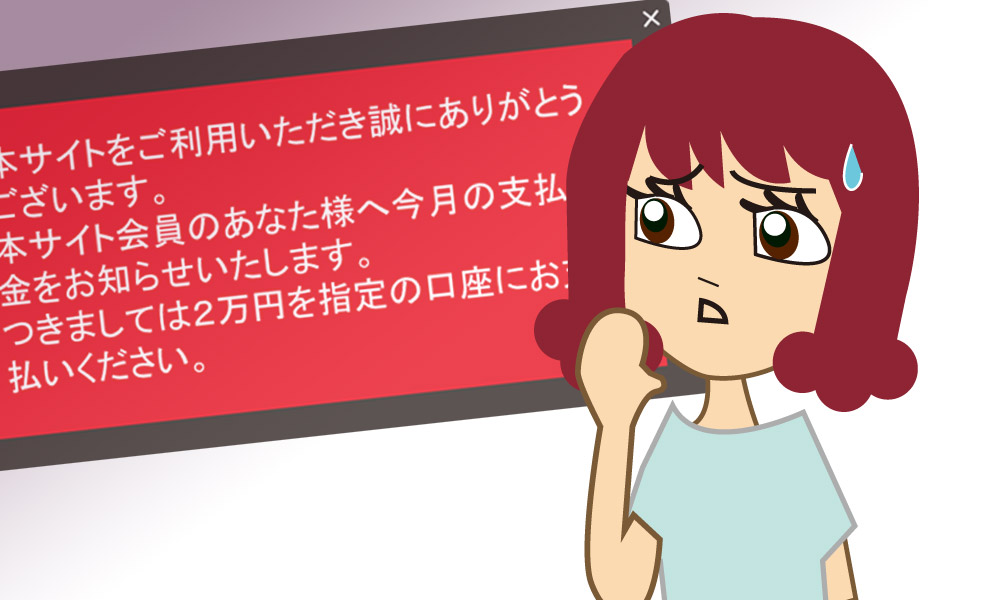 本サイトをご利用いただき誠にありがとう
ございます。
本サイト会員のあなた様へ今月の支払
金をお知らせいたします。
つきましては2万円を指定の口座にお
払いください。